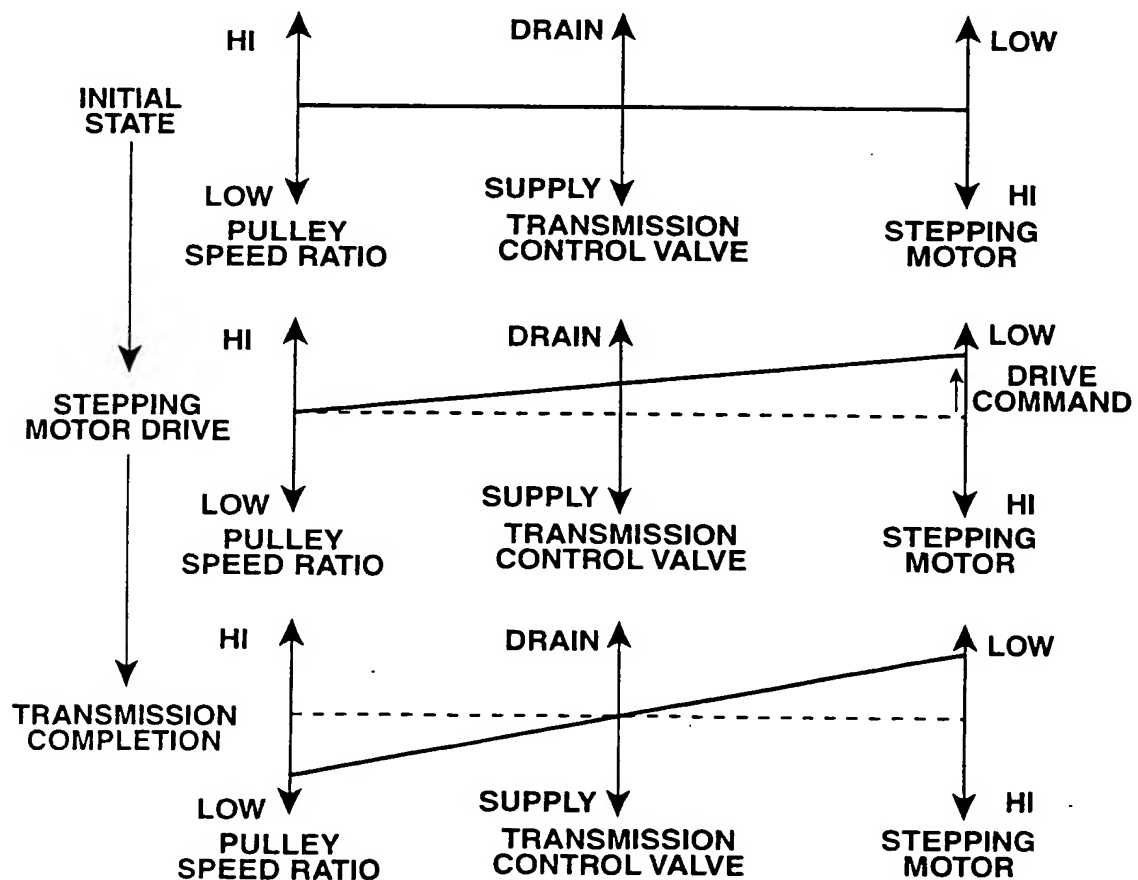 HI
DRAIN
LOW
INITIAL
STATE
LOW
SUPPLY
HI
PULLEY
SPEED RATIO
TRANSMISSION
CONTROL VALVE
STEPPING
MOTOR
HI
DRAIN
LOW
DRIVE
COMMAND
STEPPING
MOTOR DRIVE
LOW
SUPPLY
HI
PULLEY
SPEED RATIO
TRANSMISSION
CONTROL VALVE
STEPPING
MOTOR
HI
DRAIN
LOW
TRANSMISSION
COMPLETION
LOW
SUPPLY
HI
PULLEY
SPEED RATIO
TRANSMISSION
CONTROL VALVE
STEPPING
MOTOR